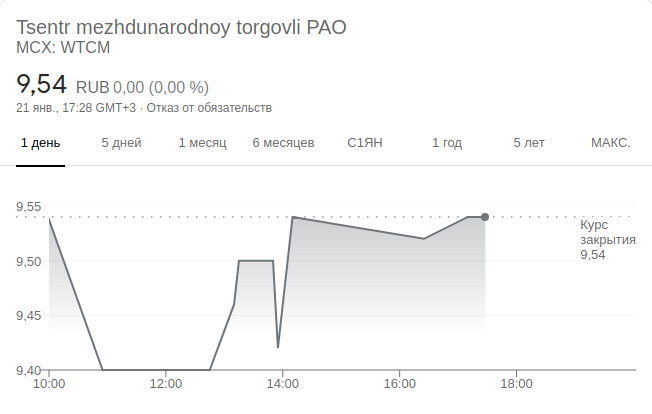 Tsentr mezhdunarodnoy torgovli PAO
MCX: WTCM
9,54 RUB 0,00 (0,00 %)
21 янв., 17:28 GMT+3 · Отказ от обязательств
1 день 5 дней 1 месяц 6 месяцев С1ЯН 1 год 5 лет МАКС.
9,55
Курс
закрытия
9,54
9,50
9,45
9,40
10:00 12:00 14:00 16:00 18:00